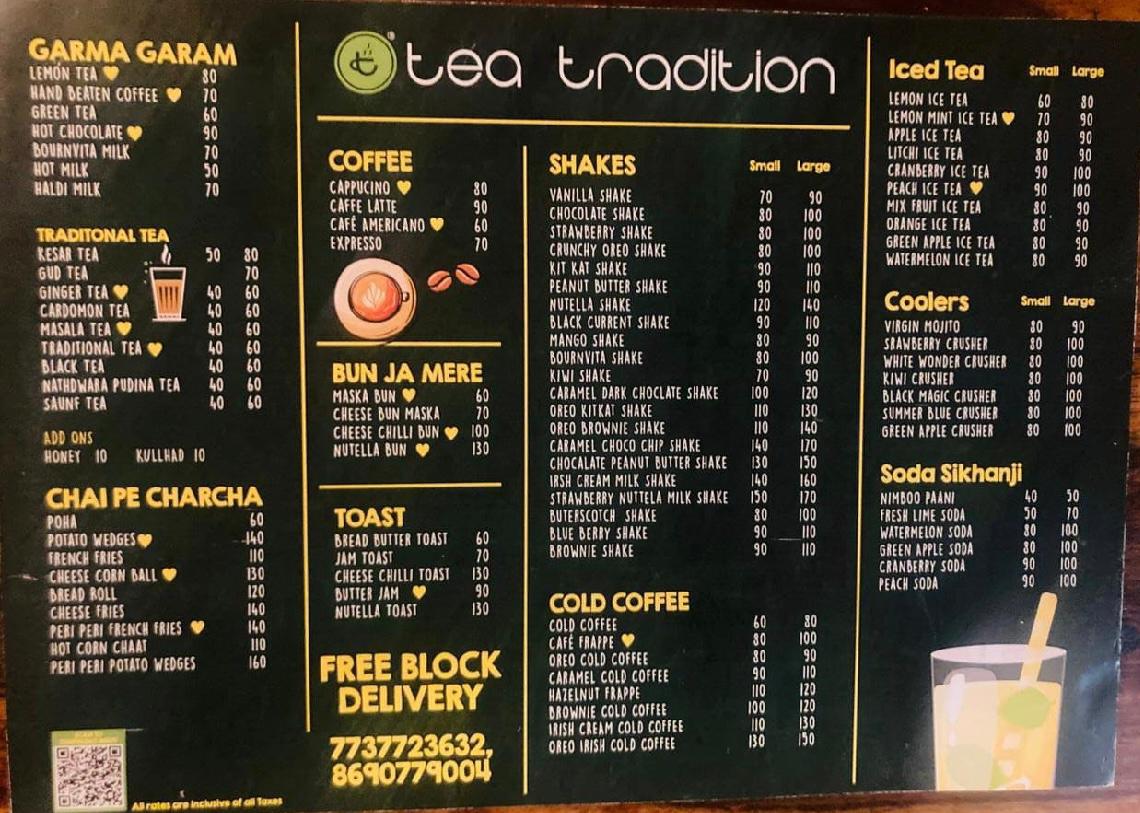 GARMA GARAM
LEMON TEA 80
HAND BEATEN COFFEE 70
GREEN TEA 60
HOT CHOCOLATE 90
BOURNVITA MILK 70
HOT MILK 50
HALDI MILK 70
TRADITONAL TEA
KESAR TEA 50 80
GUD TEA 70
GINGER TEA 40 60
CARDOMON TEA 40 60
MASALA TEA 40 60
TRADITIONAL TEA 40 60
BLACK TEA 40 60
NATHDWARA PUDINA TEA 40 60
SAUNF TEA 40 60
ADD ONS
HONEY 10 KULLHAD 10
CHAI PE CHARCHA
POHA 60
POTATO WEDGES 140
FRENCH FRIES 110
CHEESE CORN BALL 130
BREAD ROLL 120
CHEESE FRIES 140
PERI PERI FRENCH FRIES 140
HOT CORN CHAAT 110
PERI PERI POTATO WEDGES 160
All rates are inclusive of all Taxes
tea tradition
COFFEE
CAPPUCINO 80
CAFFE LATTE 90
CAFÉ AMERICANO 60
EXPRESSO 70
BUN JA MERE
MASKA BUN 60
CHEESE BUN MASKA 70
CHEESE CHILLI BUN 100
NUTELLA BUN 130
TOAST
BREAD BUTTER TOAST 60
JAM TOAST 70
CHEESE CHILLI TOAST 130
BUTTER JAM 90
NUTELLA TOAST 130
FREE BLOCK
DELIVERY
7737723632,
8690779004
SHAKES Small Large
VANILLA SHAKE 70 90
CHOCOLATE SHAKE 80 100
STRAWBERRY SHAKE 80 100
CRUNCHY OREO SHAKE 80 100
KIT KAT SHAKE 90 110
PEANUT BUTTER SHAKE 90 110
NUTELLA SHAKE 120 140
BLACK CURRENT SHAKE 90 110
MANGO SHAKE 80 90
BOURNVITA SHAKE 80 100
KIWI SHAKE 70 90
CARAMEL DARK CHOCLATE SHAKE 100 120
OREO KITKAT SHAKE 110 130
OREO BROWNIE SHAKE 110 140
CARAMEL CHOCO CHIP SHAKE 140 170
CHOCOLATE PEANUT BUTTER SHAKE 130 150
IRSH CREAM MILK SHAKE 140 160
STRAWBERRY NUTTELA MILK SHAKE 150 170
BUTERSCOTCH SHAKE 80 100
BLUE BERRY SHAKE 90 110
BROWNIE SHAKE 90 110
COLD COFFEE
COLD COFFEE 60 80
CAFÉ FRAPPE 80 100
OREO COLD COFFEE 80 90
CARAMEL COLD COFFEE 90 110
HAZELNUT FRAPPE 110 120
BROWNIE COLD COFFEE 100 120
IRISH CREAM COLD COFFEE 110 130
OREO IRISH COLD COFFEE 130 150
Iced Tea Small Large
LEMON ICE TEA 60 80
LEMON MINT ICE TEA 70 90
APPLE ICE TEA 80 90
LITCHI ICE TEA 80 90
CRANBERRY ICE TEA 90 100
PEACH ICE TEA 90 100
MIX FRUIT ICE TEA 80 90
ORANGE ICE TEA 80 90
GREEN APPLE ICE TEA 80 90
WATERMELON ICE TEA 80 90
Coolers Small Large
VIRGIN MOJITO 80 90
SRAWBERRY CRUSHER 80 100
WHITE WONDER CRUSHER 80 100
KIWI CRUSHER 80 100
BLACK MAGIC CRUSHER 80 100
SUMMER BLUE CRUSHER 80 100
GREEN APPLE CRUSHER 80 100
Soda Sikhanji
NIMBOO PAANI 40 50
FRESH LIME SODA 50 70
WATERMELON SODA 80 100
GREEN APPLE SODA 80 100
CRANBERRY SODA 90 100
PEACH SODA 90 100